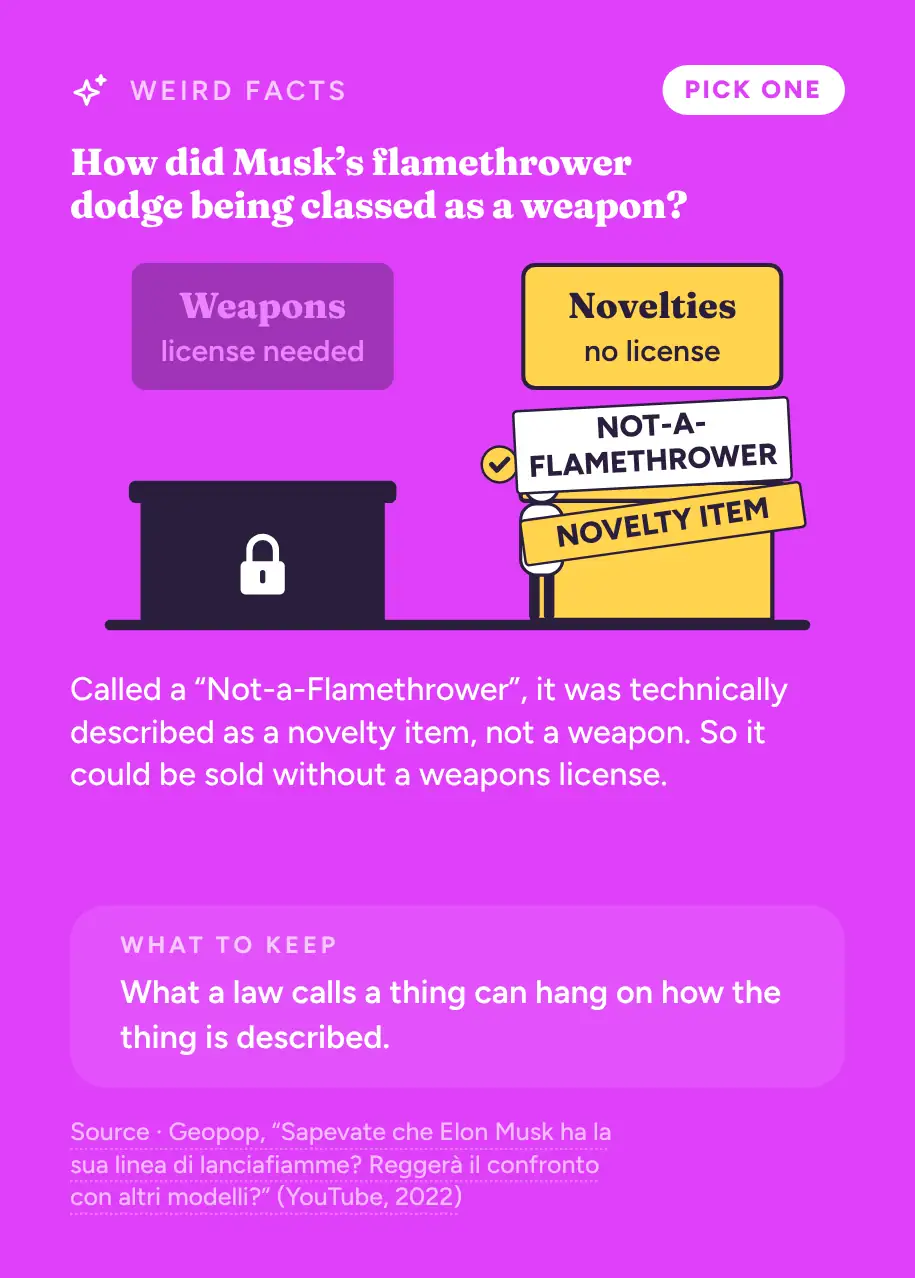 WEIRD FACTS
PICK ONE
How did Musk’s flamethrower
dodge being classed as a weapon?
Weapons
license needed
Novelties
no license
NOT-A-
FLAMETHROWER
NOVELTY ITEM
Called a “Not-a-Flamethrower”, it was technically
described as a novelty item, not a weapon. So it
could be sold without a weapons license.
WHAT TO KEEP
What a law calls a thing can hang on how the
thing is described.
Source · Geopop, “Sapevate che Elon Musk ha la
sua linea di lanciafiamme? Reggerà il confronto
con altri modelli?” (YouTube, 2022)